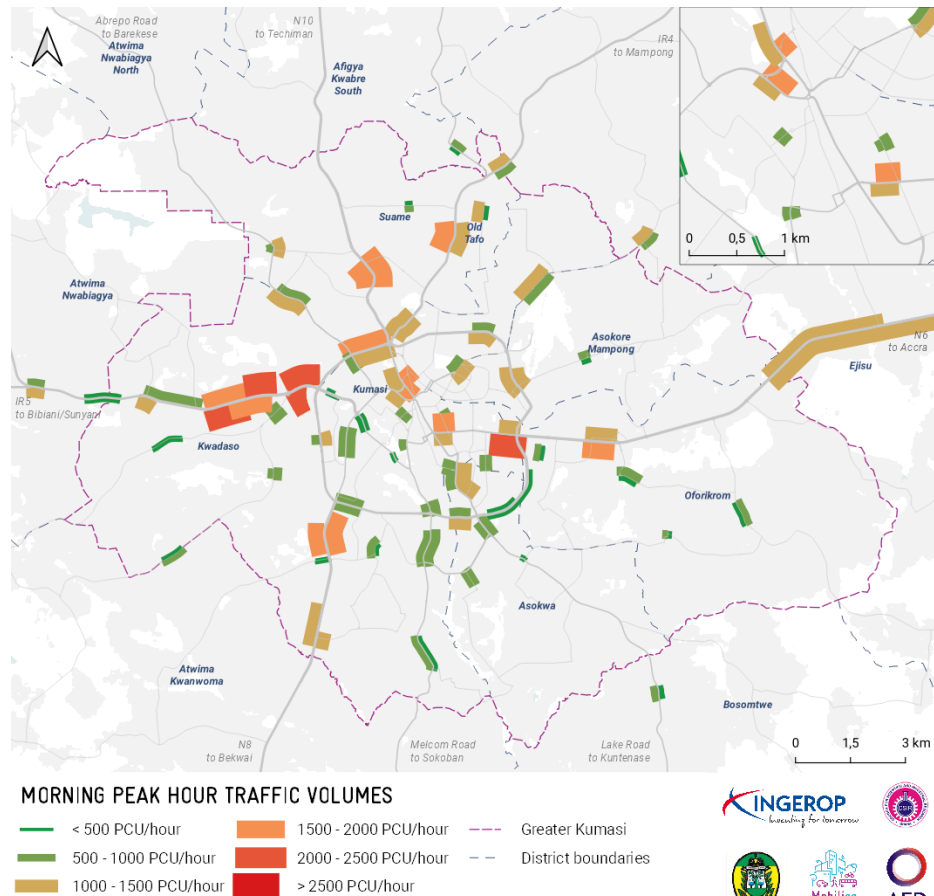 Abrepo Road
to Barekese
Atwima
Nwabiagya
North
N10
to Techiman
Afigya
Kwabre
South
IR4
to Mampong
0 0,5 1 km
Suame
Old
Tafo
Atwima
Nwabiagya
Asokore
Mampong
N6
to Accra
Ejisu
Kumasi
IR5
to Bibiani/Sunyani
Kwadaso
Oforikrom
Asokwa
Atwima
Kwanwoma
Bosomtwe
N8
to Bekwai
Melcom Road
to Sokoban
Lake Road
to Kuntenase
0 1,5 3 km
MORNING PEAK HOUR TRAFFIC VOLUMES
< 500 PCU/hour
500 - 1000 PCU/hour
1000 - 1500 PCU/hour
1500 - 2000 PCU/hour
2000 - 2500 PCU/hour
> 2500 PCU/hour
Greater Kumasi
District boundaries
INGEROP
Inventing for tomorrow
CSIR